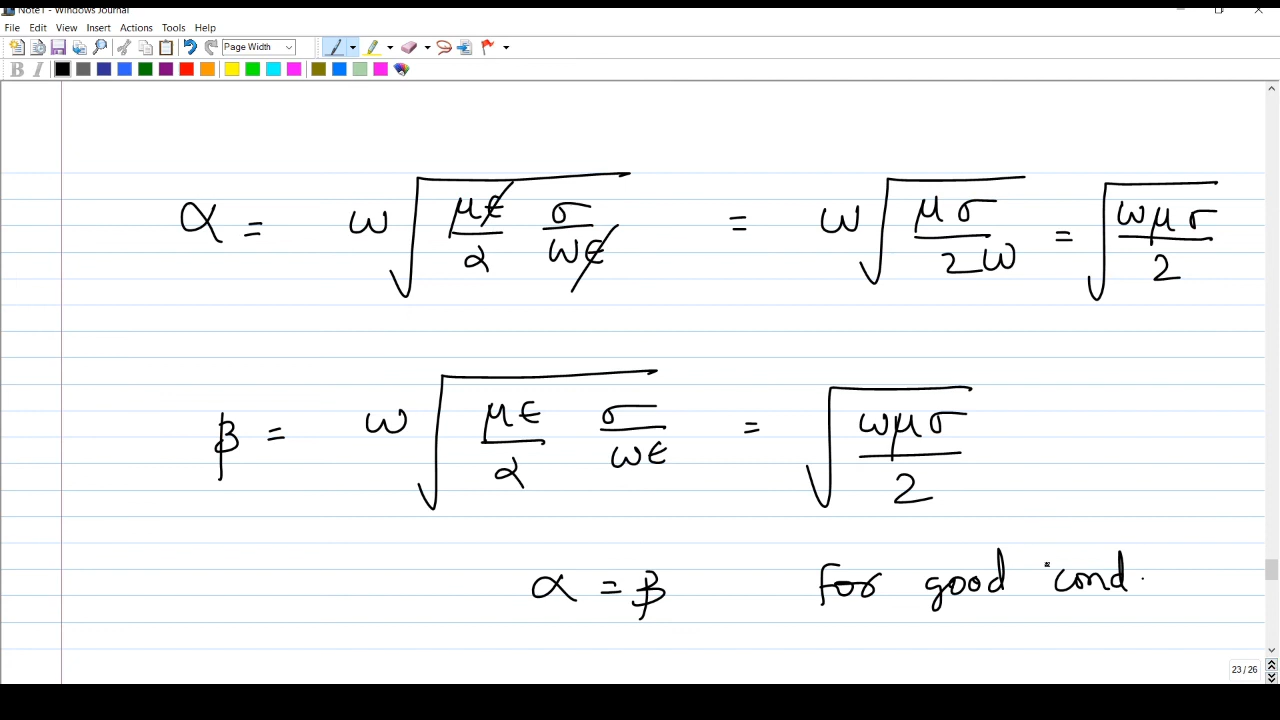 Note1 - Windows Journal
File Edit View Insert Actions Tools Help
Page Width
B I
α = ω √(με/2 σ/ωε) = ω √(μσ/2ω) = √(ωμσ/2)
β = ω √(με/2 σ/ωε) = √(ωμσ/2)
α = β For good cond.
23 / 26